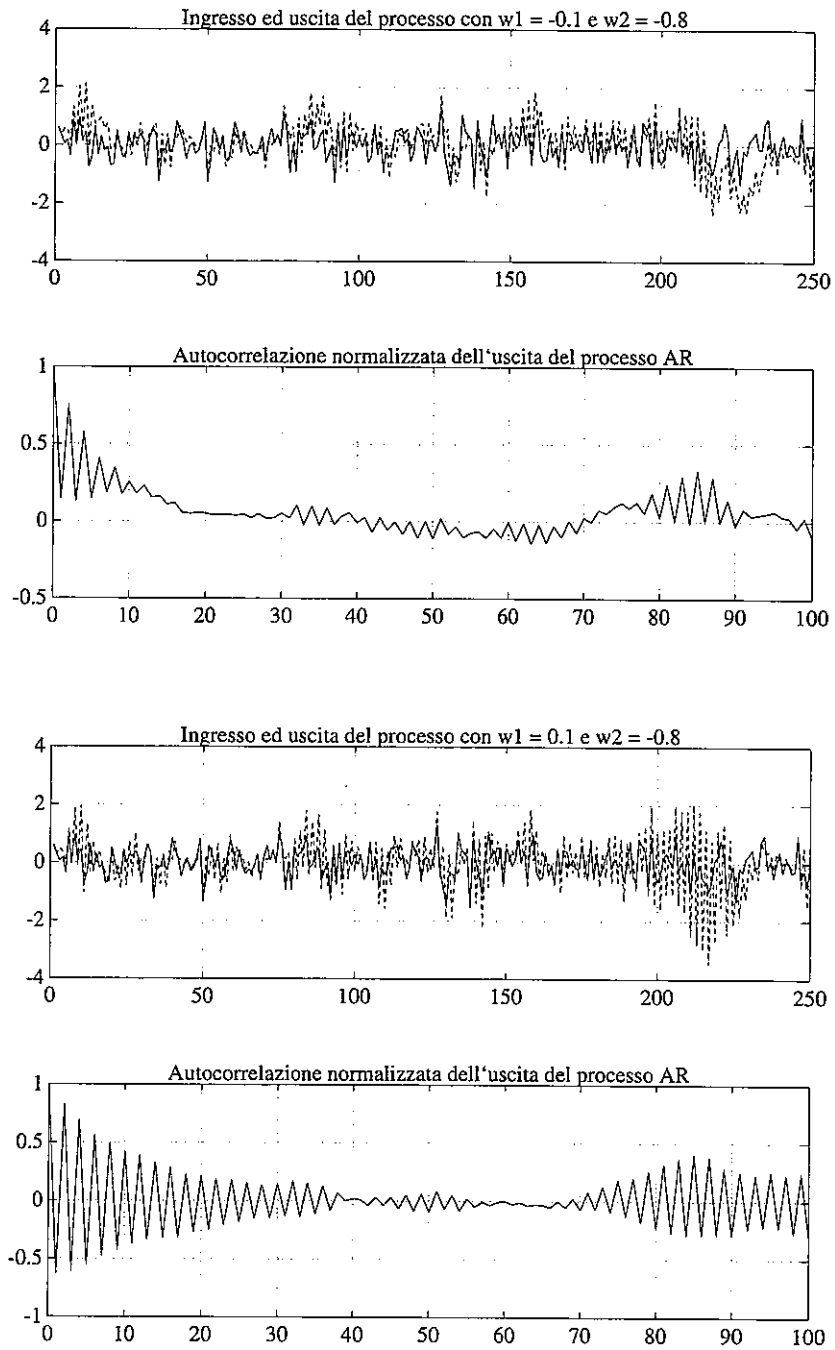 Ingresso ed uscita del processo con w1 = -0.1 e w2 = -0.8
4
2
0
-2
-4
0 50 100 150 200 250
Autocorrelazione normalizzata dell'uscita del processo AR
1
0.5
0
-0.5
0 10 20 30 40 50 60 70 80 90 100
Ingresso ed uscita del processo con w1 = 0.1 e w2 = -0.8
4
2
0
-2
-4
0 50 100 150 200 250
Autocorrelazione normalizzata dell'uscita del processo AR
1
0.5
0
-0.5
-1
0 10 20 30 40 50 60 70 80 90 100